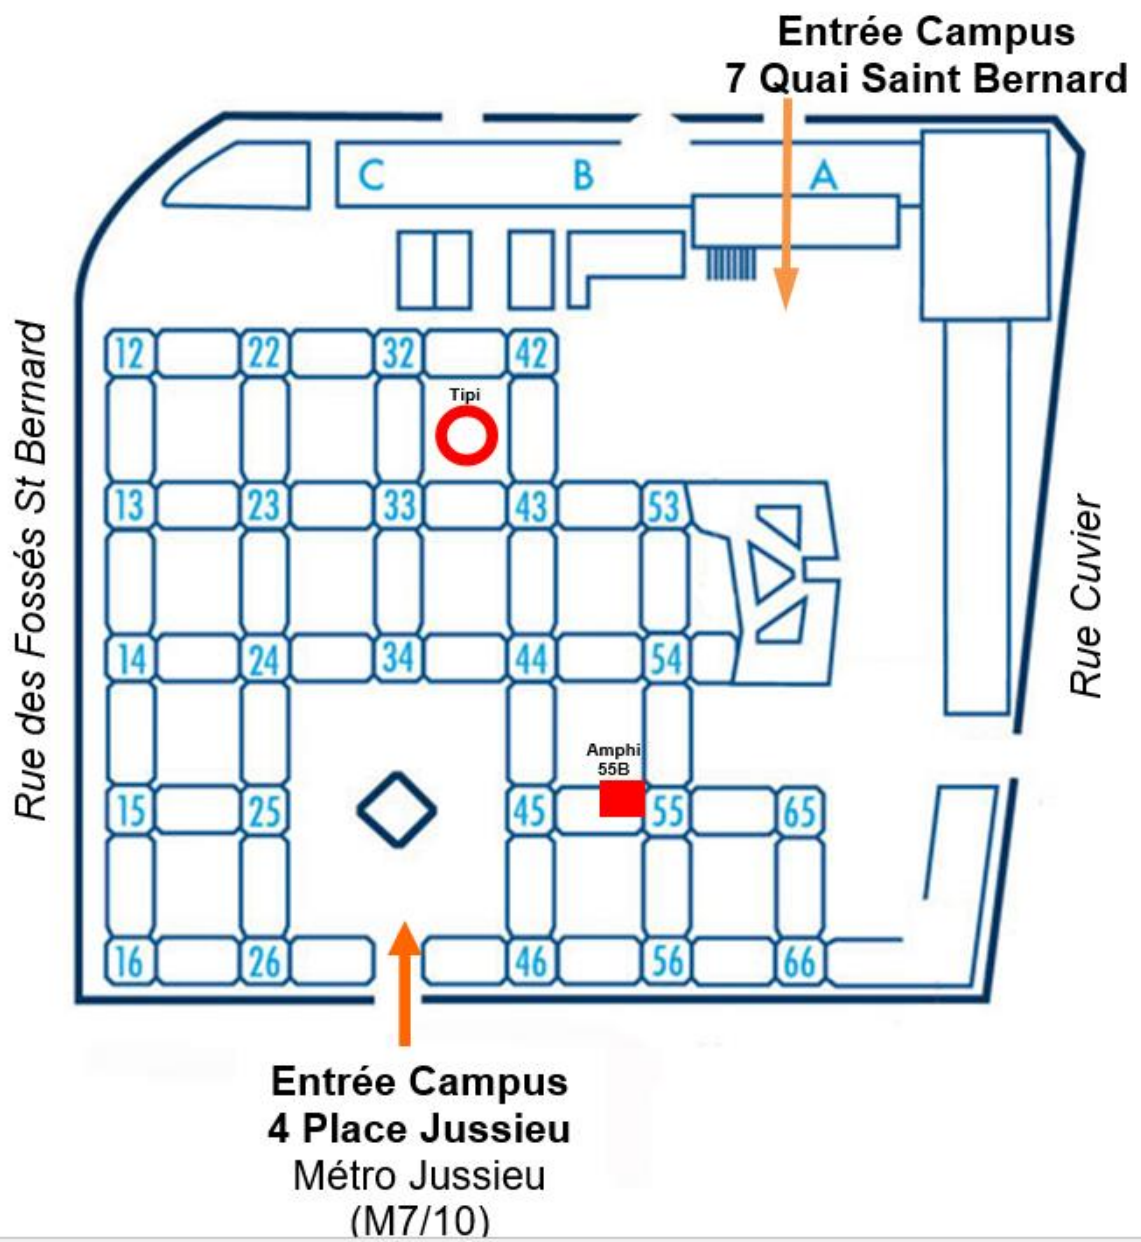 Entrée Campus
7 Quai Saint Bernard
C B A
12 22 32 42
Tipi
13 23 33 43 53
Rue des Fossés St Bernard
Rue Cuvier
14 24 34 44 54
Amphi
55B
15 25 45 55 65
16 26 46 56 66
Entrée Campus
4 Place Jussieu
Métro Jussieu
(M7/10)